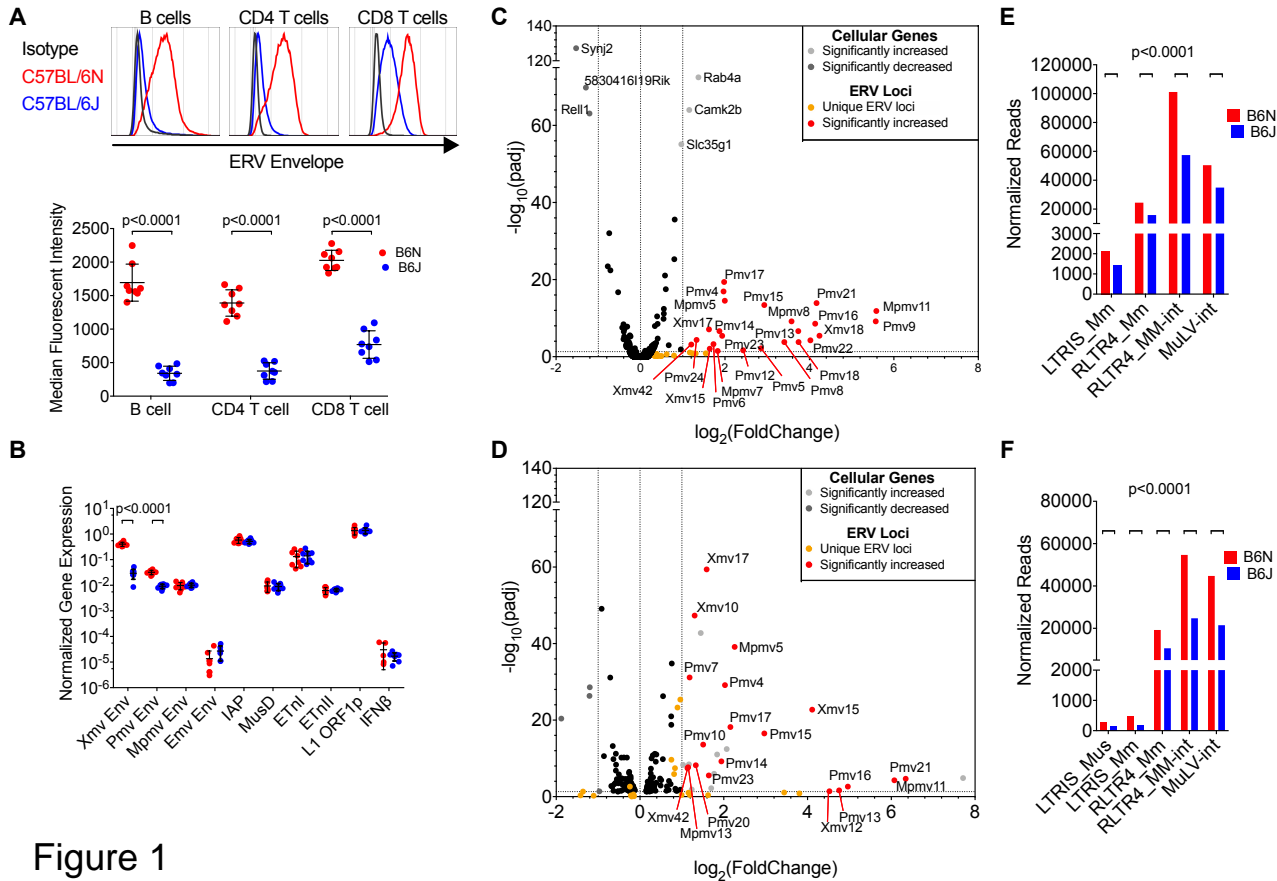 A
B cells
CD4 T cells
CD8 T cells
Isotype
C57BL/6N
C57BL/6J
ERV Envelope
Median Fluorescent Intensity
2500
2000
1500
1000
500
0
p<0.0001
p<0.0001
p<0.0001
B6N
B6J
B cell
CD4 T cell
CD8 T cell
B
Normalized Gene Expression
10^1
10^0
10^-1
10^-2
10^-3
10^-4
10^-5
10^-6
p<0.0001
Xmv Env
Pmv Env
Mpmv Env
Emv Env
IAP
MusD
ETnI
ETnII
L1 ORF1p
IFNβ
C
-log10(padj)
140
120
60
40
20
0
Synj2
5830416I19Rik
Rell1
Rab4a
Camk2b
Slc35g1
Cellular Genes
Significantly increased
Significantly decreased
ERV Loci
Unique ERV loci
Significantly increased
Pmv17
Pmv4
Mpmv5
Pmv15
Pmv21
Mpmv8
Mpmv11
Xmv17
Pmv14
Pmv16
Pmv9
Pmv13
Xmv18
Pmv23
Pmv22
Pmv24
Pmv12
Pmv18
Xmv42
Mpmv7
Pmv5
Xmv15
Pmv8
Pmv6
-2
0
2
4
6
8
log2(FoldChange)
D
-log10(padj)
140
120
60
40
20
0
Cellular Genes
Significantly increased
Significantly decreased
ERV Loci
Unique ERV loci
Significantly increased
Xmv17
Xmv10
Mpmv5
Pmv7
Pmv4
Xmv15
Pmv17
Pmv15
Pmv10
Pmv14
Pmv23
Pmv16
Pmv21
Mpmv11
Xmv42
Pmv20
Pmv13
Mpmv13
Xmv12
-2
0
2
4
6
8
log2(FoldChange)
E
Normalized Reads
p<0.0001
120000
100000
80000
60000
40000
20000
3000
2000
1000
0
B6N
B6J
LTRIS_Mm
RLTR4_Mm
RLTR4_MM-int
MuLV-int
F
Normalized Reads
p<0.0001
80000
60000
40000
20000
2000
1000
0
B6N
B6J
LTRIS_Mus
LTRIS_Mm
RLTR4_Mm
RLTR4_MM-int
MuLV-int
Figure 1